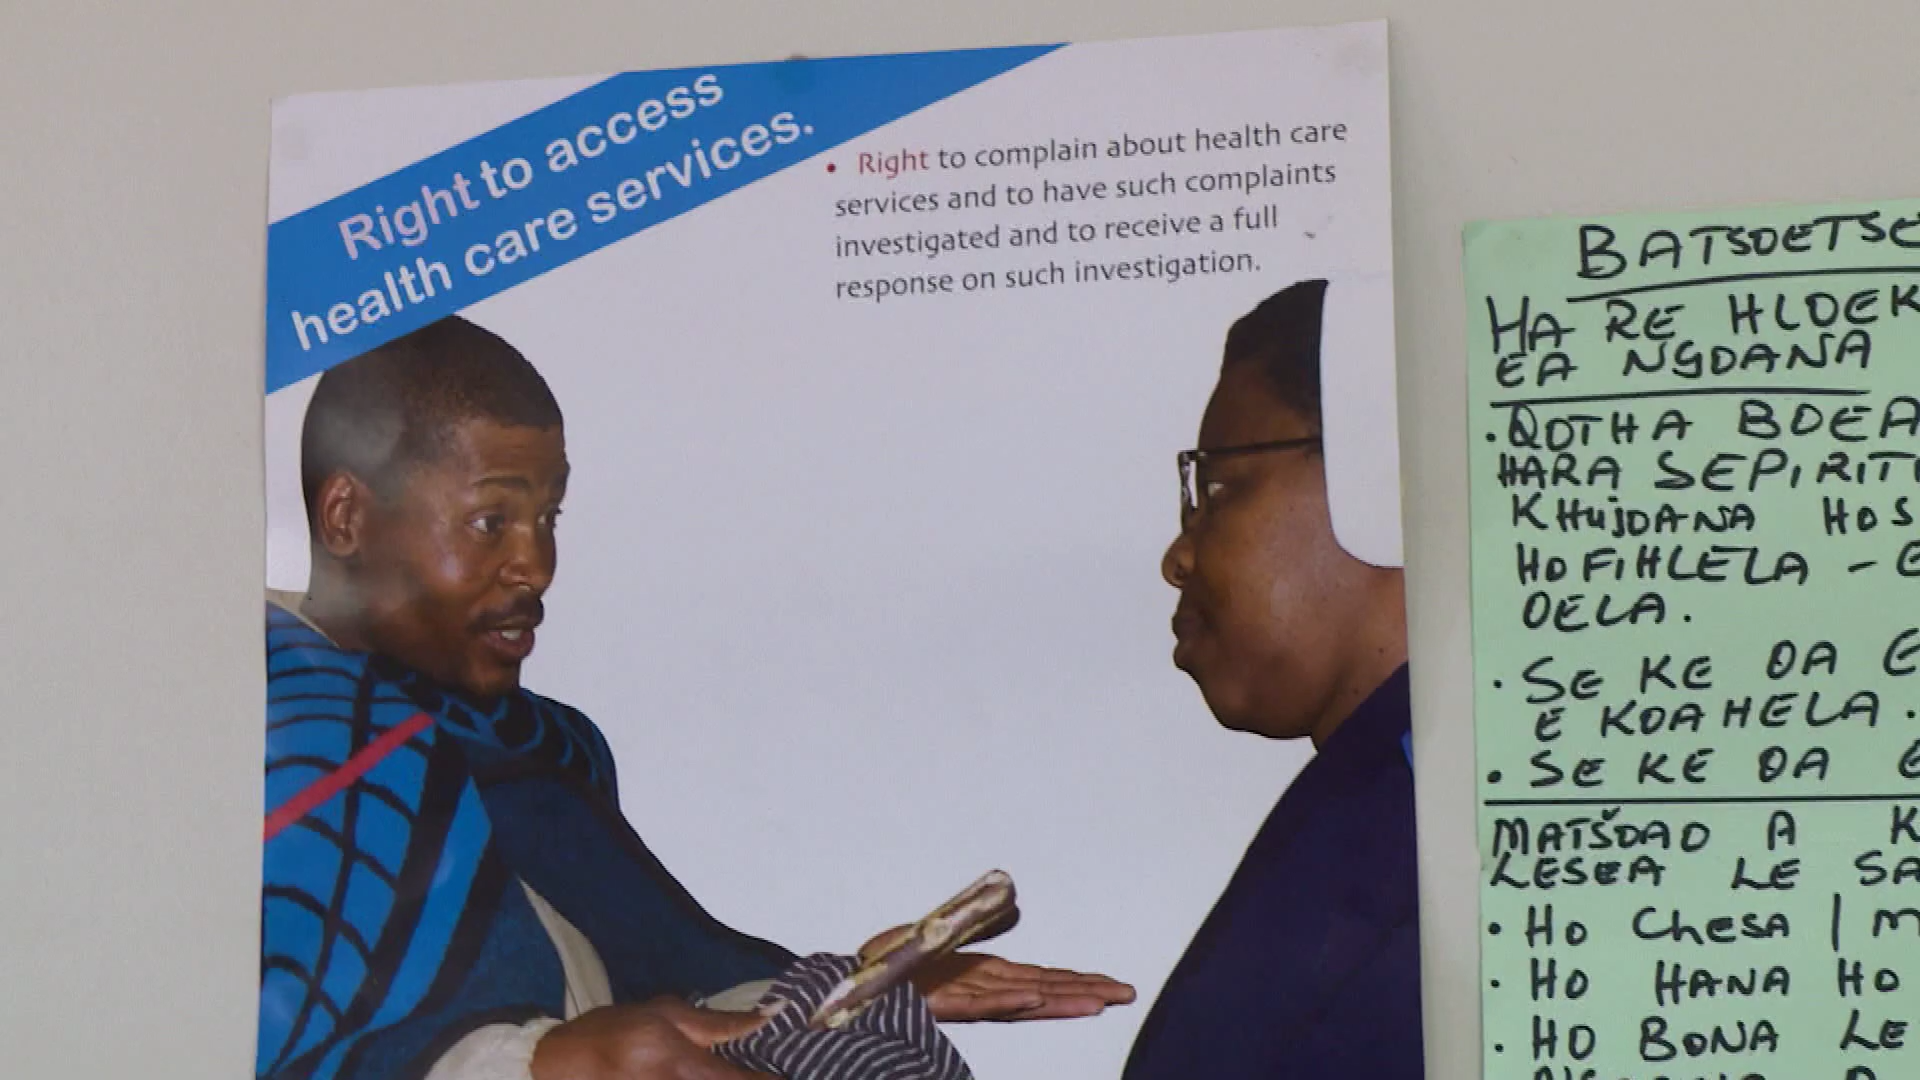 Right to access
health care services.
• Right to complain about health care
services and to have such complaints
investigated and to receive a full
response on such investigation.
BATSOETSE
HA RE HLOEK
EA NGOANA
• QOTHA BOEA
HARA SEPIRITI
KHUJOANA HO S
HO FIHLELA -
OELA.
• SE KE OA E
E KOAHELA.
• SE KE OA E
MATŠOAO A K
LESEA LE SA
• HO CHESA | M
• HO HANA HO
• HO BONA LE